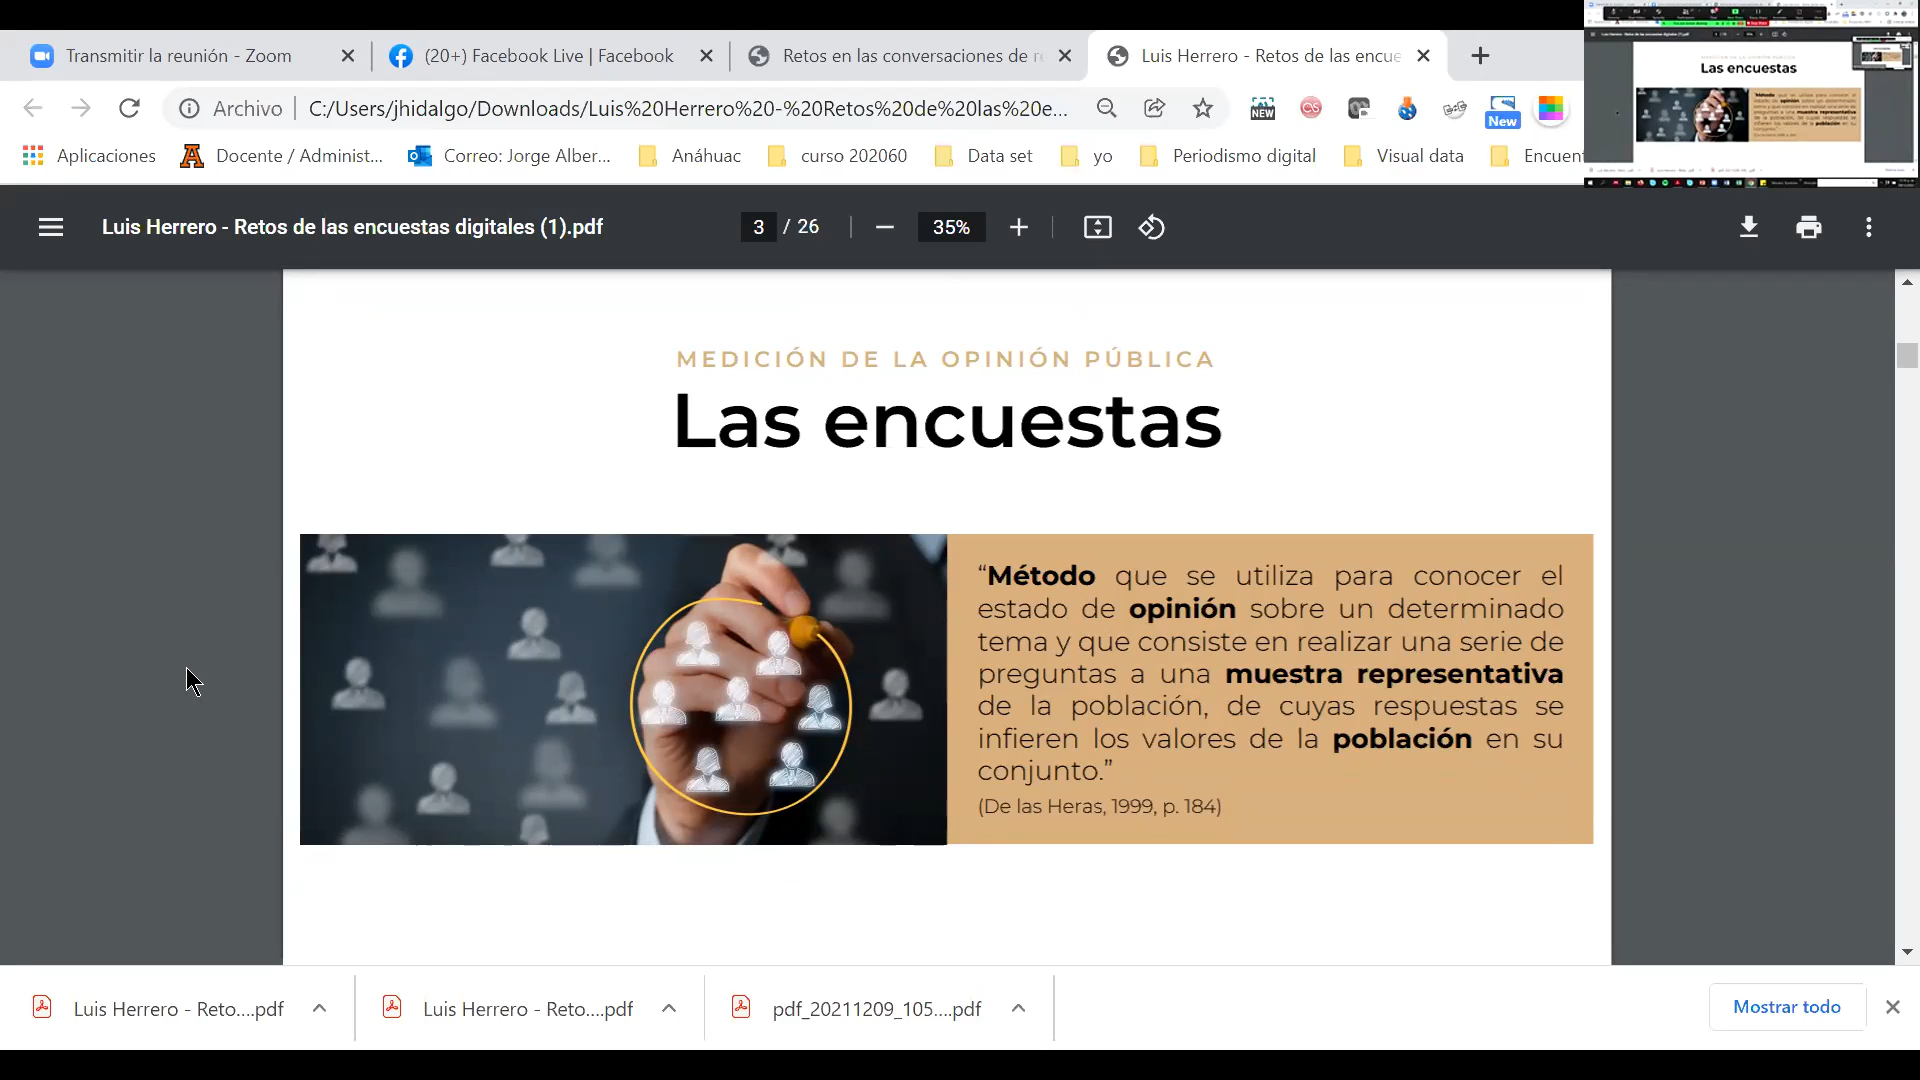 Transmitir la reunión - Zoom
(20+) Facebook Live | Facebook
Retos en las conversaciones de re
Luis Herrero - Retos de las encue
Archivo
C:/Users/jhidalgo/Downloads/Luis%20Herrero%20-%20Retos%20de%20las%20e...
NEW
New
Aplicaciones
Docente / Administ...
Correo: Jorge Alber...
Anáhuac
curso 202060
Data set
yo
Periodismo digital
Visual data
Encuent
Luis Herrero - Retos de las encuestas digitales (1).pdf
3 / 26
35%
MEDICIÓN DE LA OPINIÓN PÚBLICA
Las encuestas
“Método que se utiliza para conocer el
estado de opinión sobre un determinado
tema y que consiste en realizar una serie de
preguntas a una muestra representativa
de la población, de cuyas respuestas se
infieren los valores de la población en su
conjunto.”
(De las Heras, 1999, p. 184)
Luis Herrero - Reto....pdf
Luis Herrero - Reto....pdf
pdf_20211209_105....pdf
Mostrar todo
Las encuestas